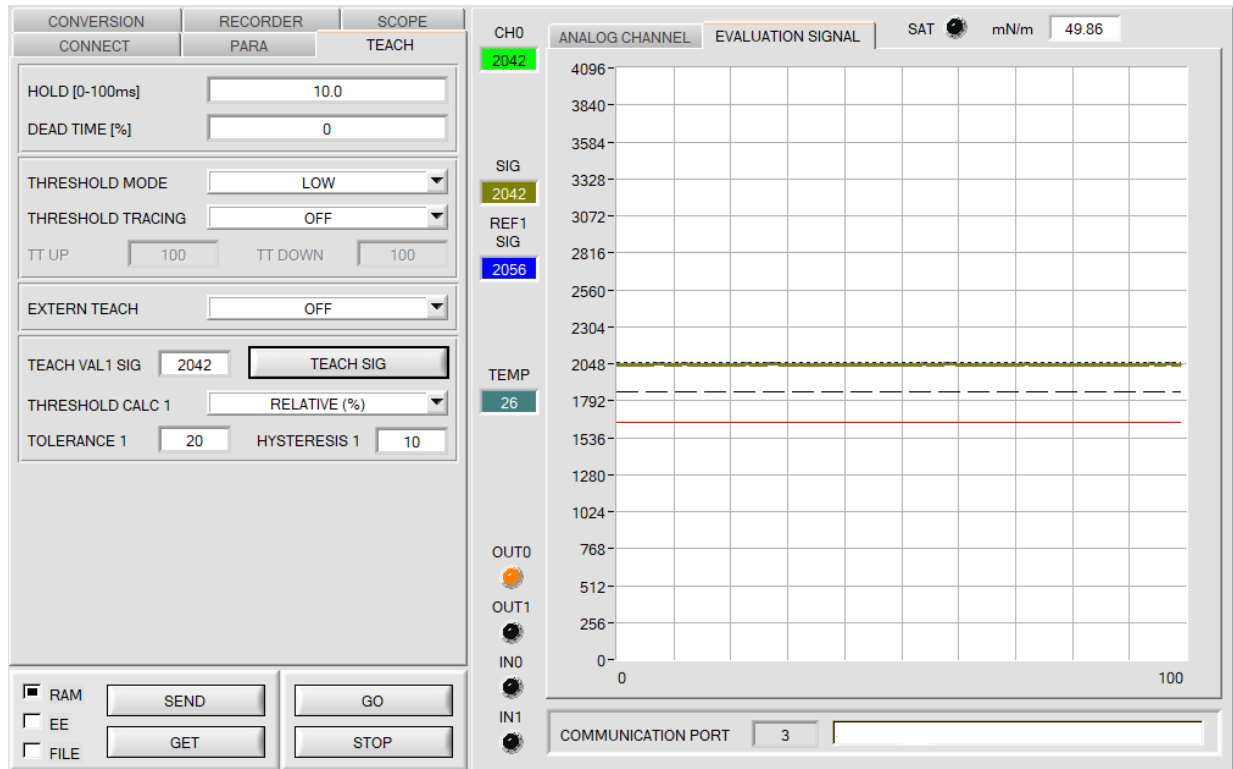 CONVERSION RECORDER SCOPE
CONNECT PARA TEACH
HOLD [0-100ms] 10.0
DEAD TIME [%] 0
THRESHOLD MODE LOW
THRESHOLD TRACING OFF
TT UP 100 TT DOWN 100
EXTERN TEACH OFF
TEACH VAL1 SIG 2042 TEACH SIG
THRESHOLD CALC 1 RELATIVE (%)
TOLERANCE 1 20 HYSTERESIS 1 10
RAM SEND GO
EE
GET STOP
FILE
CH0
2042
SIG
2042
REF1
SIG
2056
TEMP
26
OUT0
OUT1
IN0
IN1
ANALOG CHANNEL EVALUATION SIGNAL SAT mN/m 49.86
4096
3840
3584
3328
3072
2816
2560
2304
2048
1792
1536
1280
1024
768
512
256
0
0 100
COMMUNICATION PORT 3